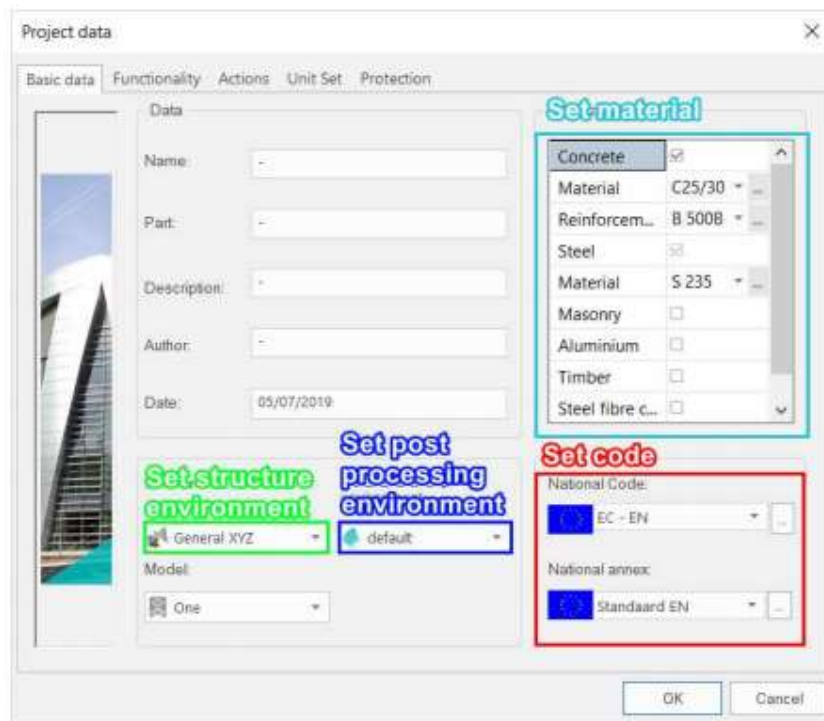 Project data
Basic data Functionality Actions Unit Set Protection
Data
Name: -
Part: -
Description: -
Author: -
Date: 05/07/2019
Set material
Concrete
Material C25/30 ...
Reinforcem... B 500B ...
Steel
Material S 235 ...
Masonry
Aluminium
Timber
Steel fibre c...
Set structure
environment
General XYZ
Set post
processing
environment
default
Model:
One
Set code
National Code:
EC - EN ...
National annex:
Standaard EN ...
OK Cancel